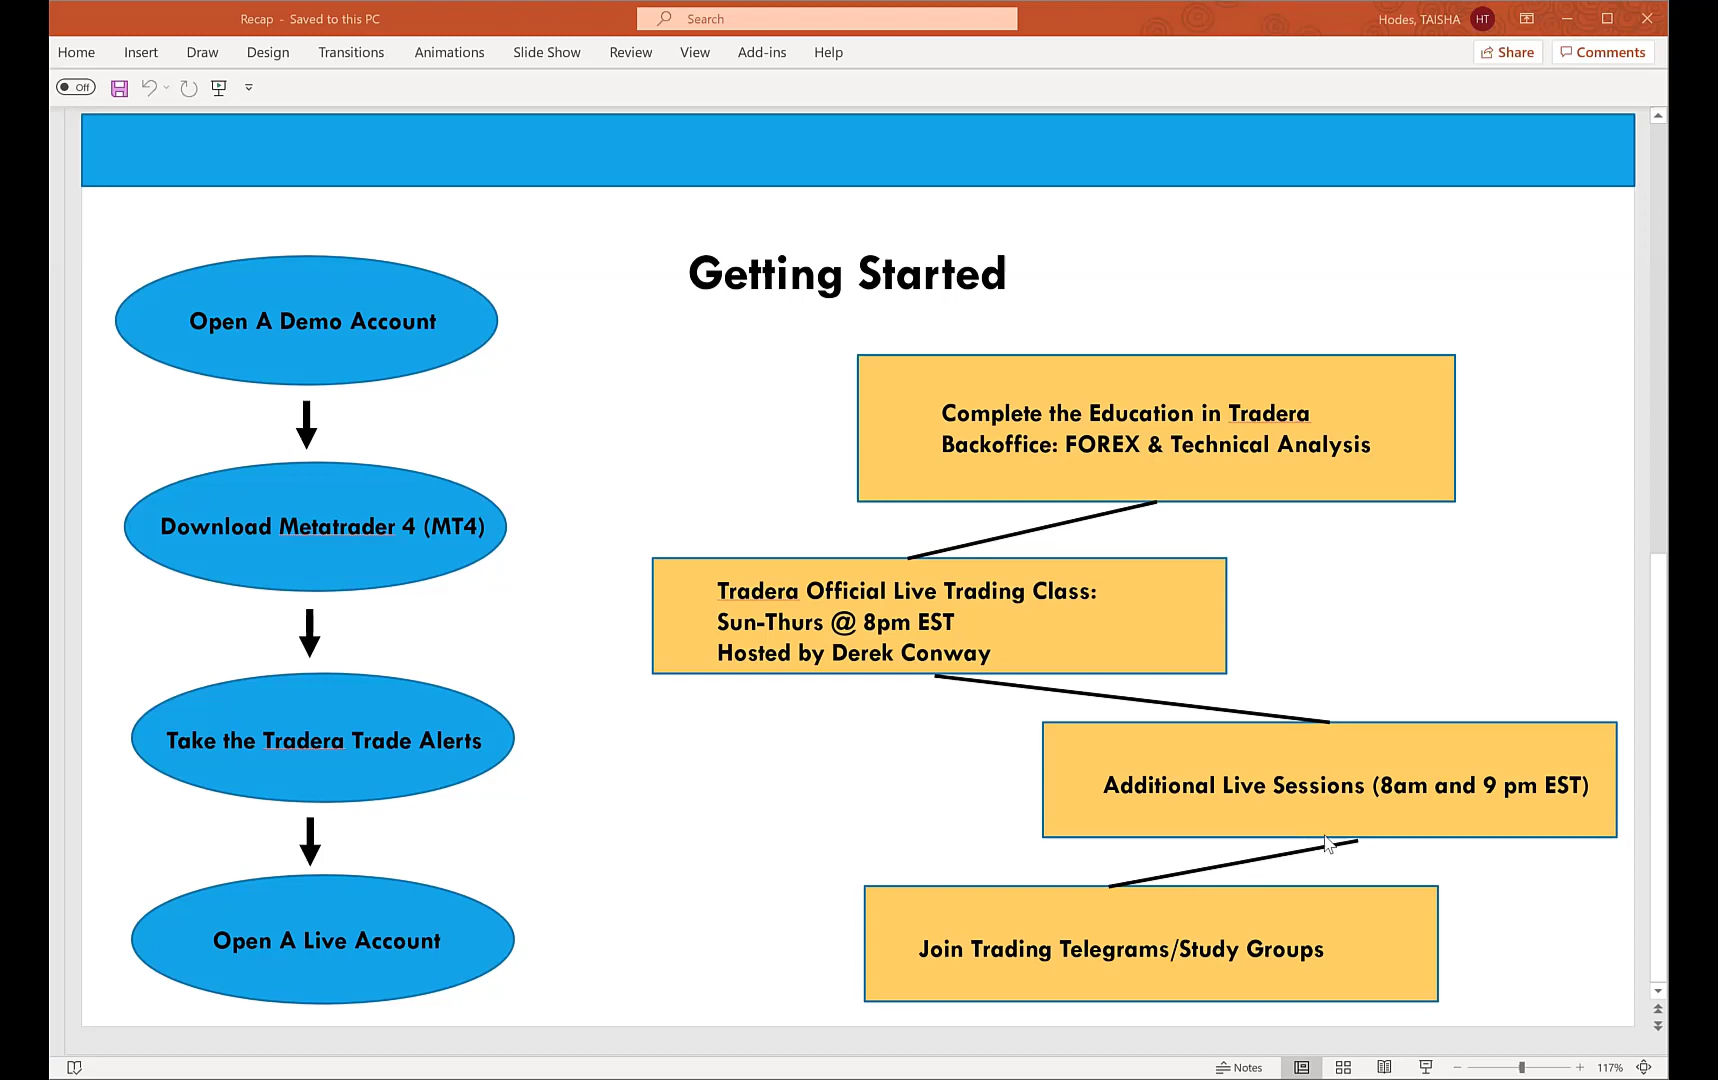 Recap - Saved to this PC
Search
Hodes, TAISHA
HT
Home Insert Draw Design Transitions Animations Slide Show Review View Add-ins Help
Share
Comments
Off
Getting Started
Open A Demo Account
Download Metatrader 4 (MT4)
Take the Tradera Trade Alerts
Open A Live Account
Complete the Education in Tradera
Backoffice: FOREX & Technical Analysis
Tradera Official Live Trading Class:
Sun-Thurs @ 8pm EST
Hosted by Derek Conway
Additional Live Sessions (8am and 9 pm EST)
Join Trading Telegrams/Study Groups
Notes
117%